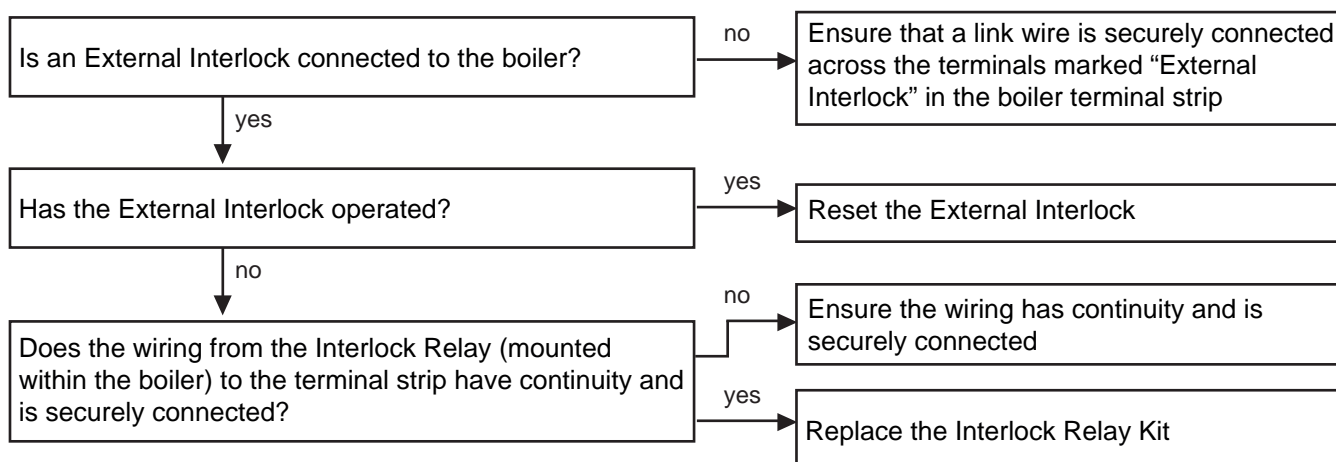 Is an External Interlock connected to the boiler?
no
Ensure that a link wire is securely connected
across the terminals marked “External
Interlock” in the boiler terminal strip
yes
Has the External Interlock operated?
yes
Reset the External Interlock
no
Does the wiring from the Interlock Relay (mounted
within the boiler) to the terminal strip have continuity and
is securely connected?
no
Ensure the wiring has continuity and is
securely connected
yes
Replace the Interlock Relay Kit